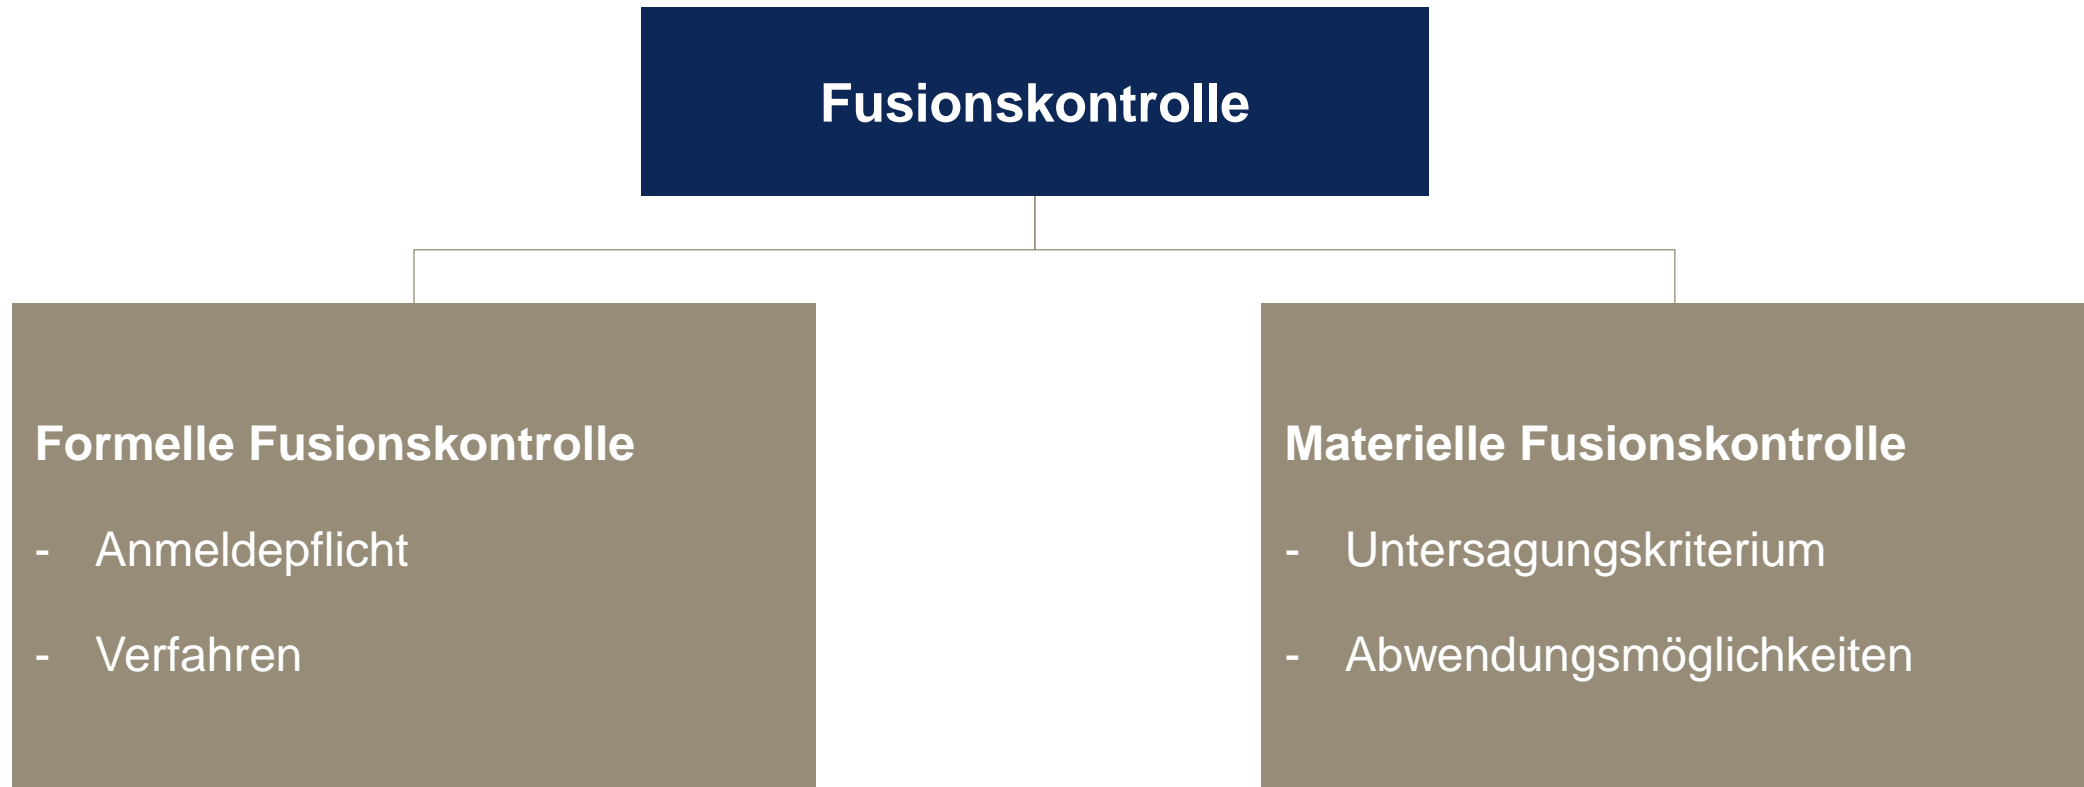 Fusionskontrolle
Formelle Fusionskontrolle
- Anmeldepflicht
- Verfahren
Materielle Fusionskontrolle
- Untersagungskriterium
- Abwendungsmöglichkeiten